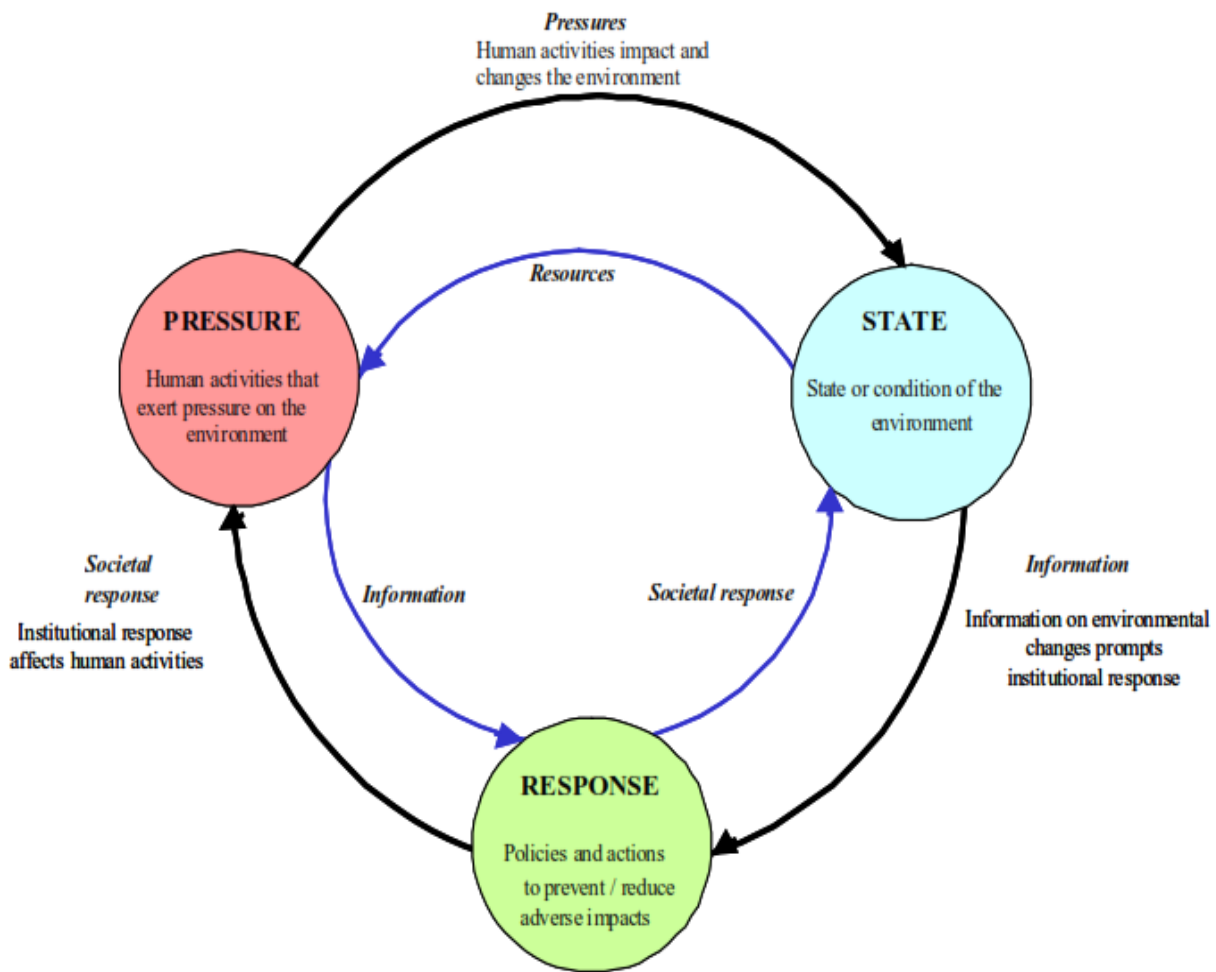 Pressures
Human activities impact and
changes the environment
Resources
PRESSURE
Human activities that
exert pressure on the
environment
STATE
State or condition of the
environment
Societal
response
Institutional response
affects human activities
Information
Societal response
Information
Information on environmental
changes prompts
institutional response
RESPONSE
Policies and actions
to prevent / reduce
adverse impacts